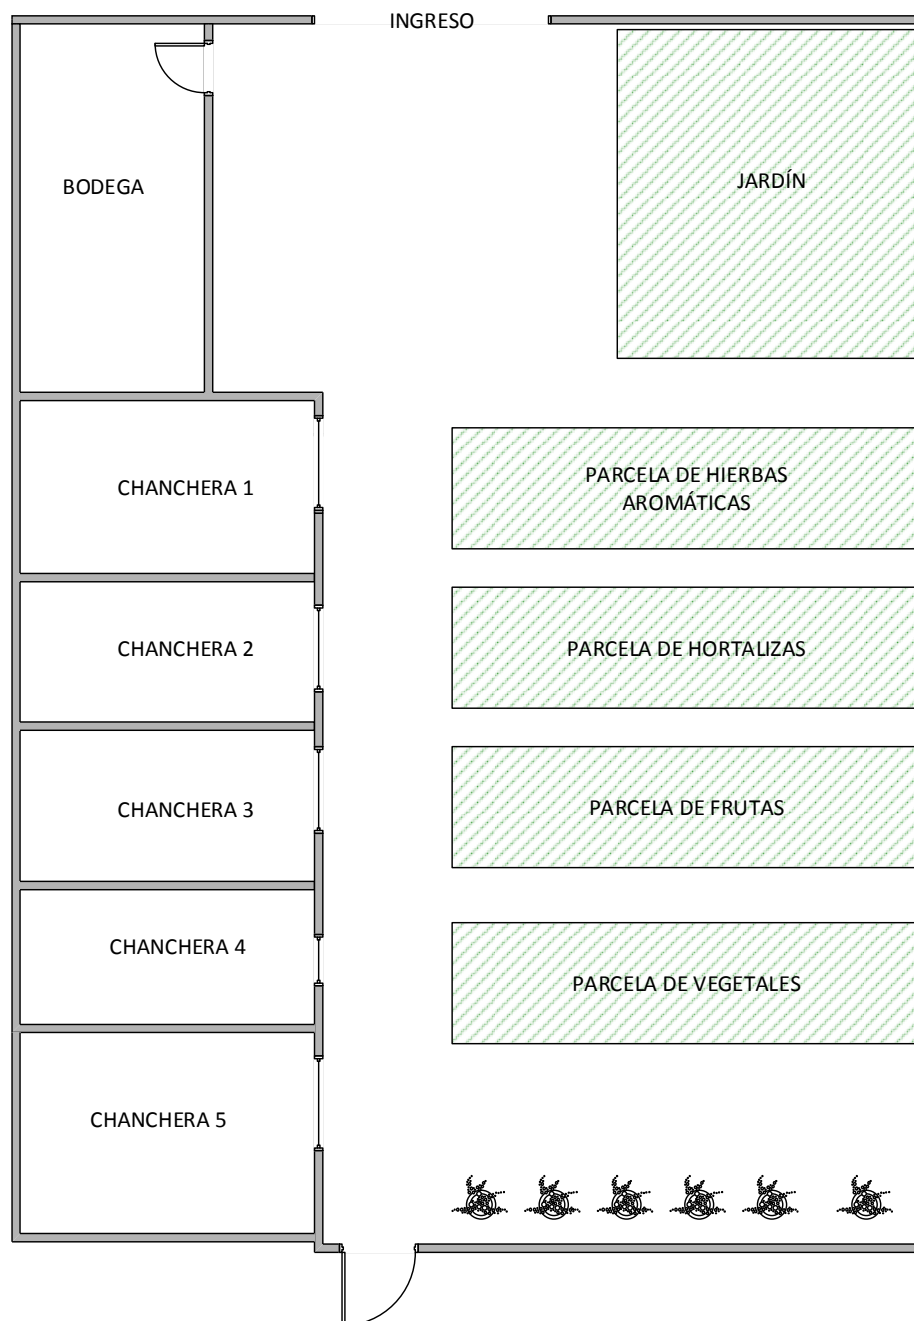 INGRESO
BODEGA
JARDÍN
CHANCHERA 1
PARCELA DE HIERBAS
AROMÁTICAS
CHANCHERA 2
PARCELA DE HORTALIZAS
CHANCHERA 3
PARCELA DE FRUTAS
CHANCHERA 4
PARCELA DE VEGETALES
CHANCHERA 5